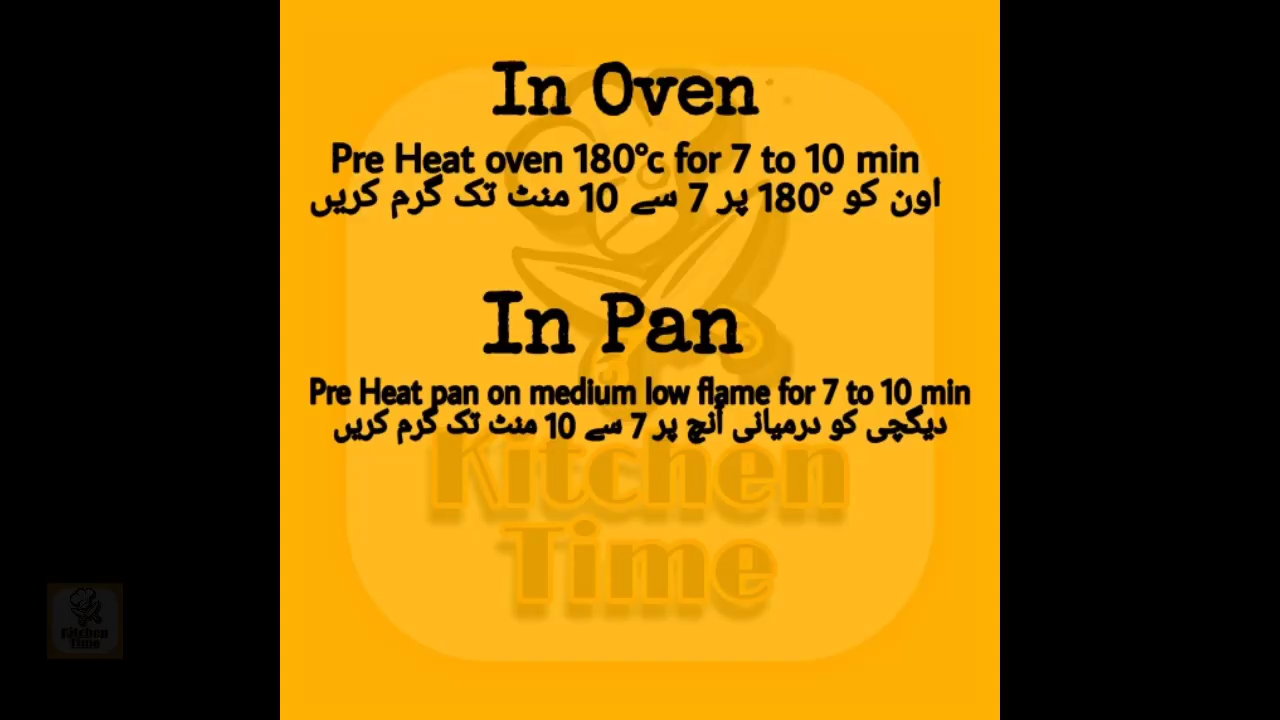 In Oven
Pre Heat oven 180°c for 7 to 10 min
اون کو °180 پر 7 سے 10 منٹ تک گرم کریں
In Pan
Pre Heat pan on medium low flame for 7 to 10 min
دیگچی کو درمیانی آنچ پر 7 سے 10 منٹ تک گرم کریں
Kitchen
Time
Kitchen
Time